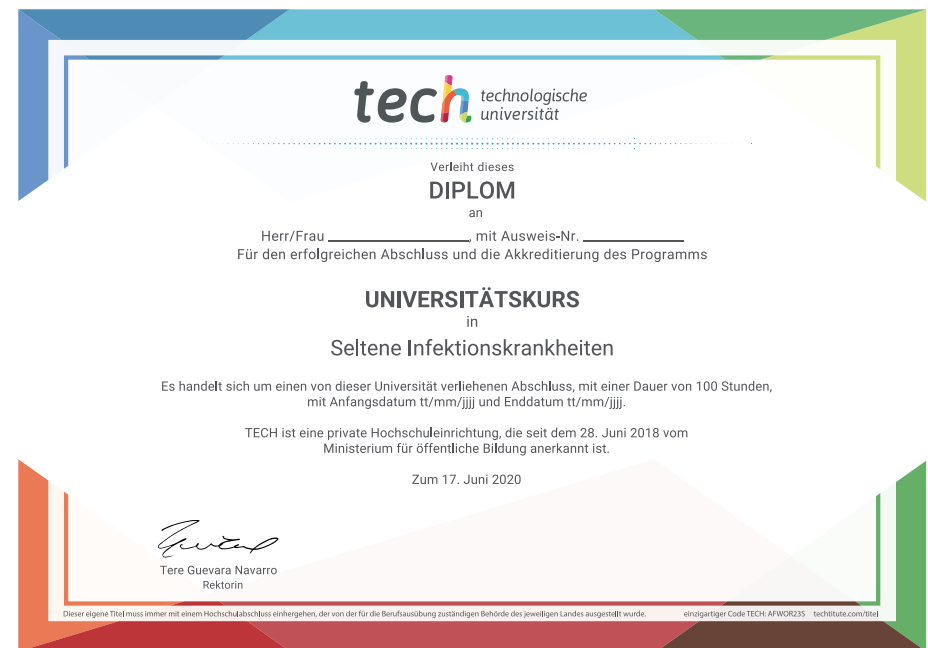 tech technologische
universität
Verleiht dieses
DIPLOM
an
Herr/Frau ____________, mit Ausweis-Nr. ____________
Für den erfolgreichen Abschluss und die Akkreditierung des Programms
UNIVERSITÄTSKURS
in
Seltene Infektionskrankheiten
Es handelt sich um einen von dieser Universität verliehenen Abschluss, mit einer Dauer von 100 Stunden,
mit Anfangsdatum tt/mm/jjjj und Enddatum tt/mm/jjjj.
TECH ist eine private Hochschuleinrichtung, die seit dem 28. Juni 2018 vom
Ministerium für öffentliche Bildung anerkannt ist.
Zum 17. Juni 2020
Tere Guevara Navarro
Rektorin
Dieser eigene Titel muss immer mit einem Hochschulabschluss einhergehen, der von der für die Berufsausübung zuständigen Behörde des jeweiligen Landes ausgestellt wurde. einzigartiger Code TECH: AFWOR23S techtitute.com/titel